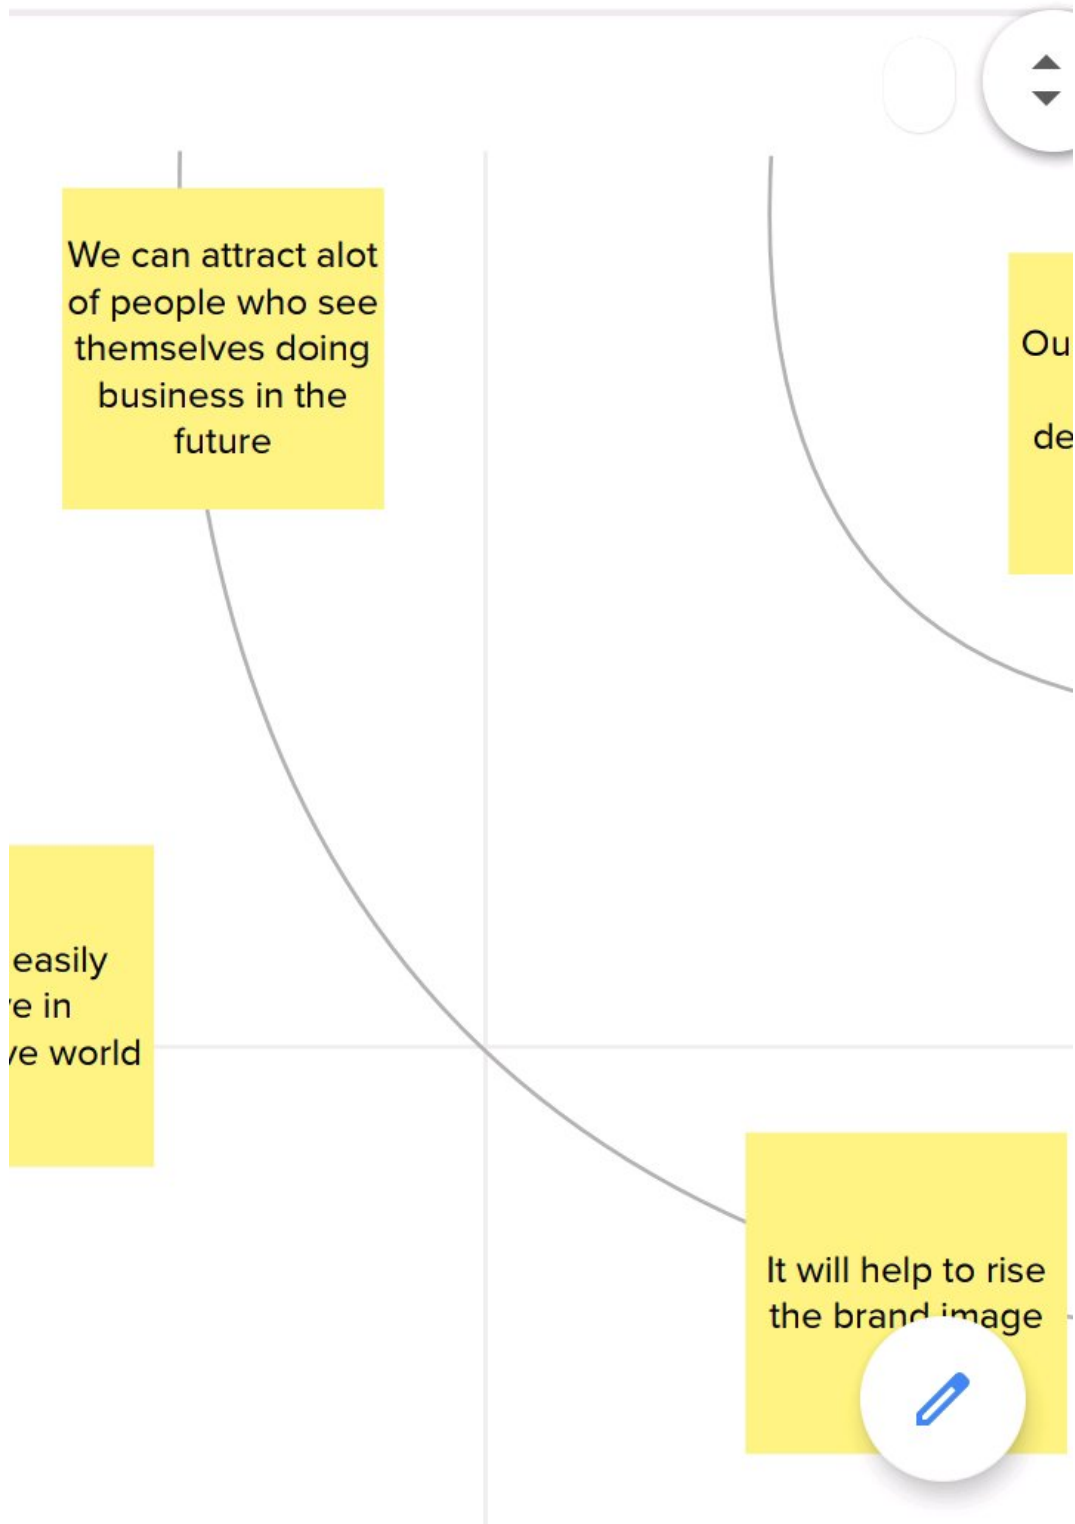 We can attract alot
of people who see
themselves doing
business in the
future
Ou
de
easily
e in
ve world
It will help to rise
the brand image